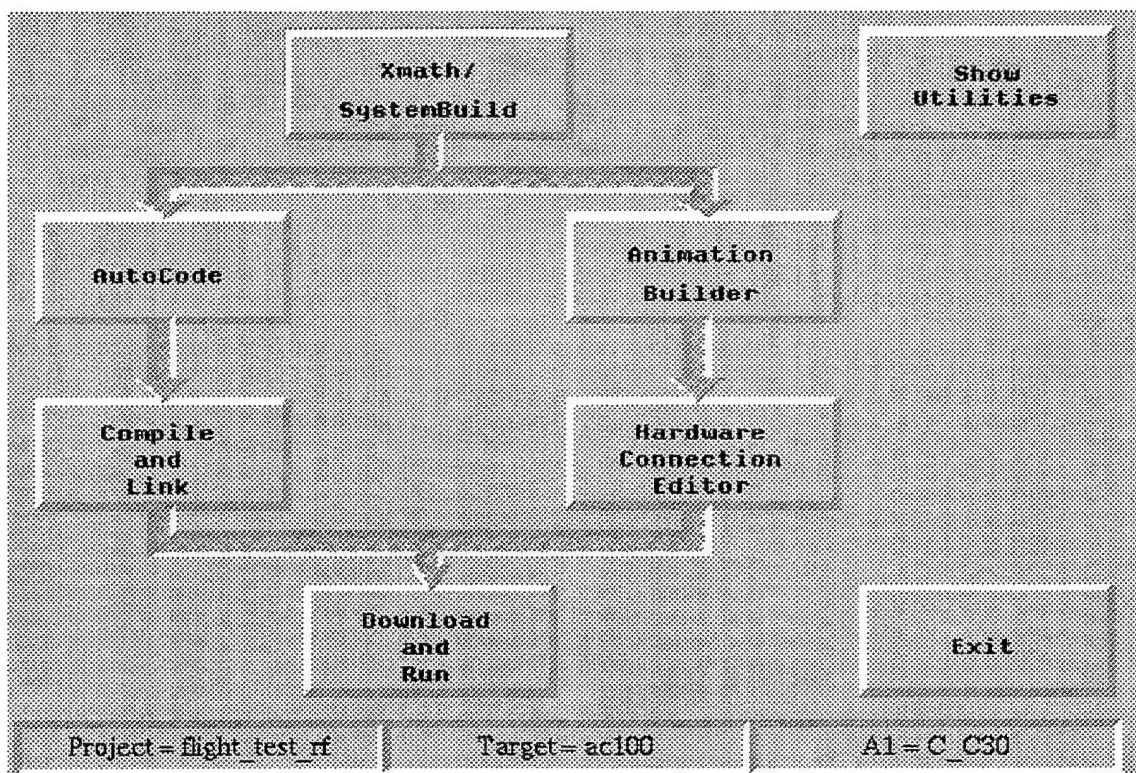 Xmath/
SystemBuild
Show
Utilities
AutoCode
Animation
Builder
Compile
and
Link
Hardware
Connection
Editor
Download
and
Run
Exit
Project = flight_test_rf
Target = ac100
A1 = C_C30